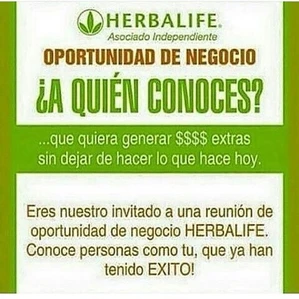 HERBALIFE.
Asociado Independiente
OPORTUNIDAD DE NEGOCIO
¿A QUIÉN CONOCES?
...que quiera generar $$$$ extras
sin dejar de hacer lo que hace hoy.
Eres nuestro invitado a una reunión de
oportunidad de negocio HERBALIFE.
Conoce personas como tu, que ya han
tenido EXITO!